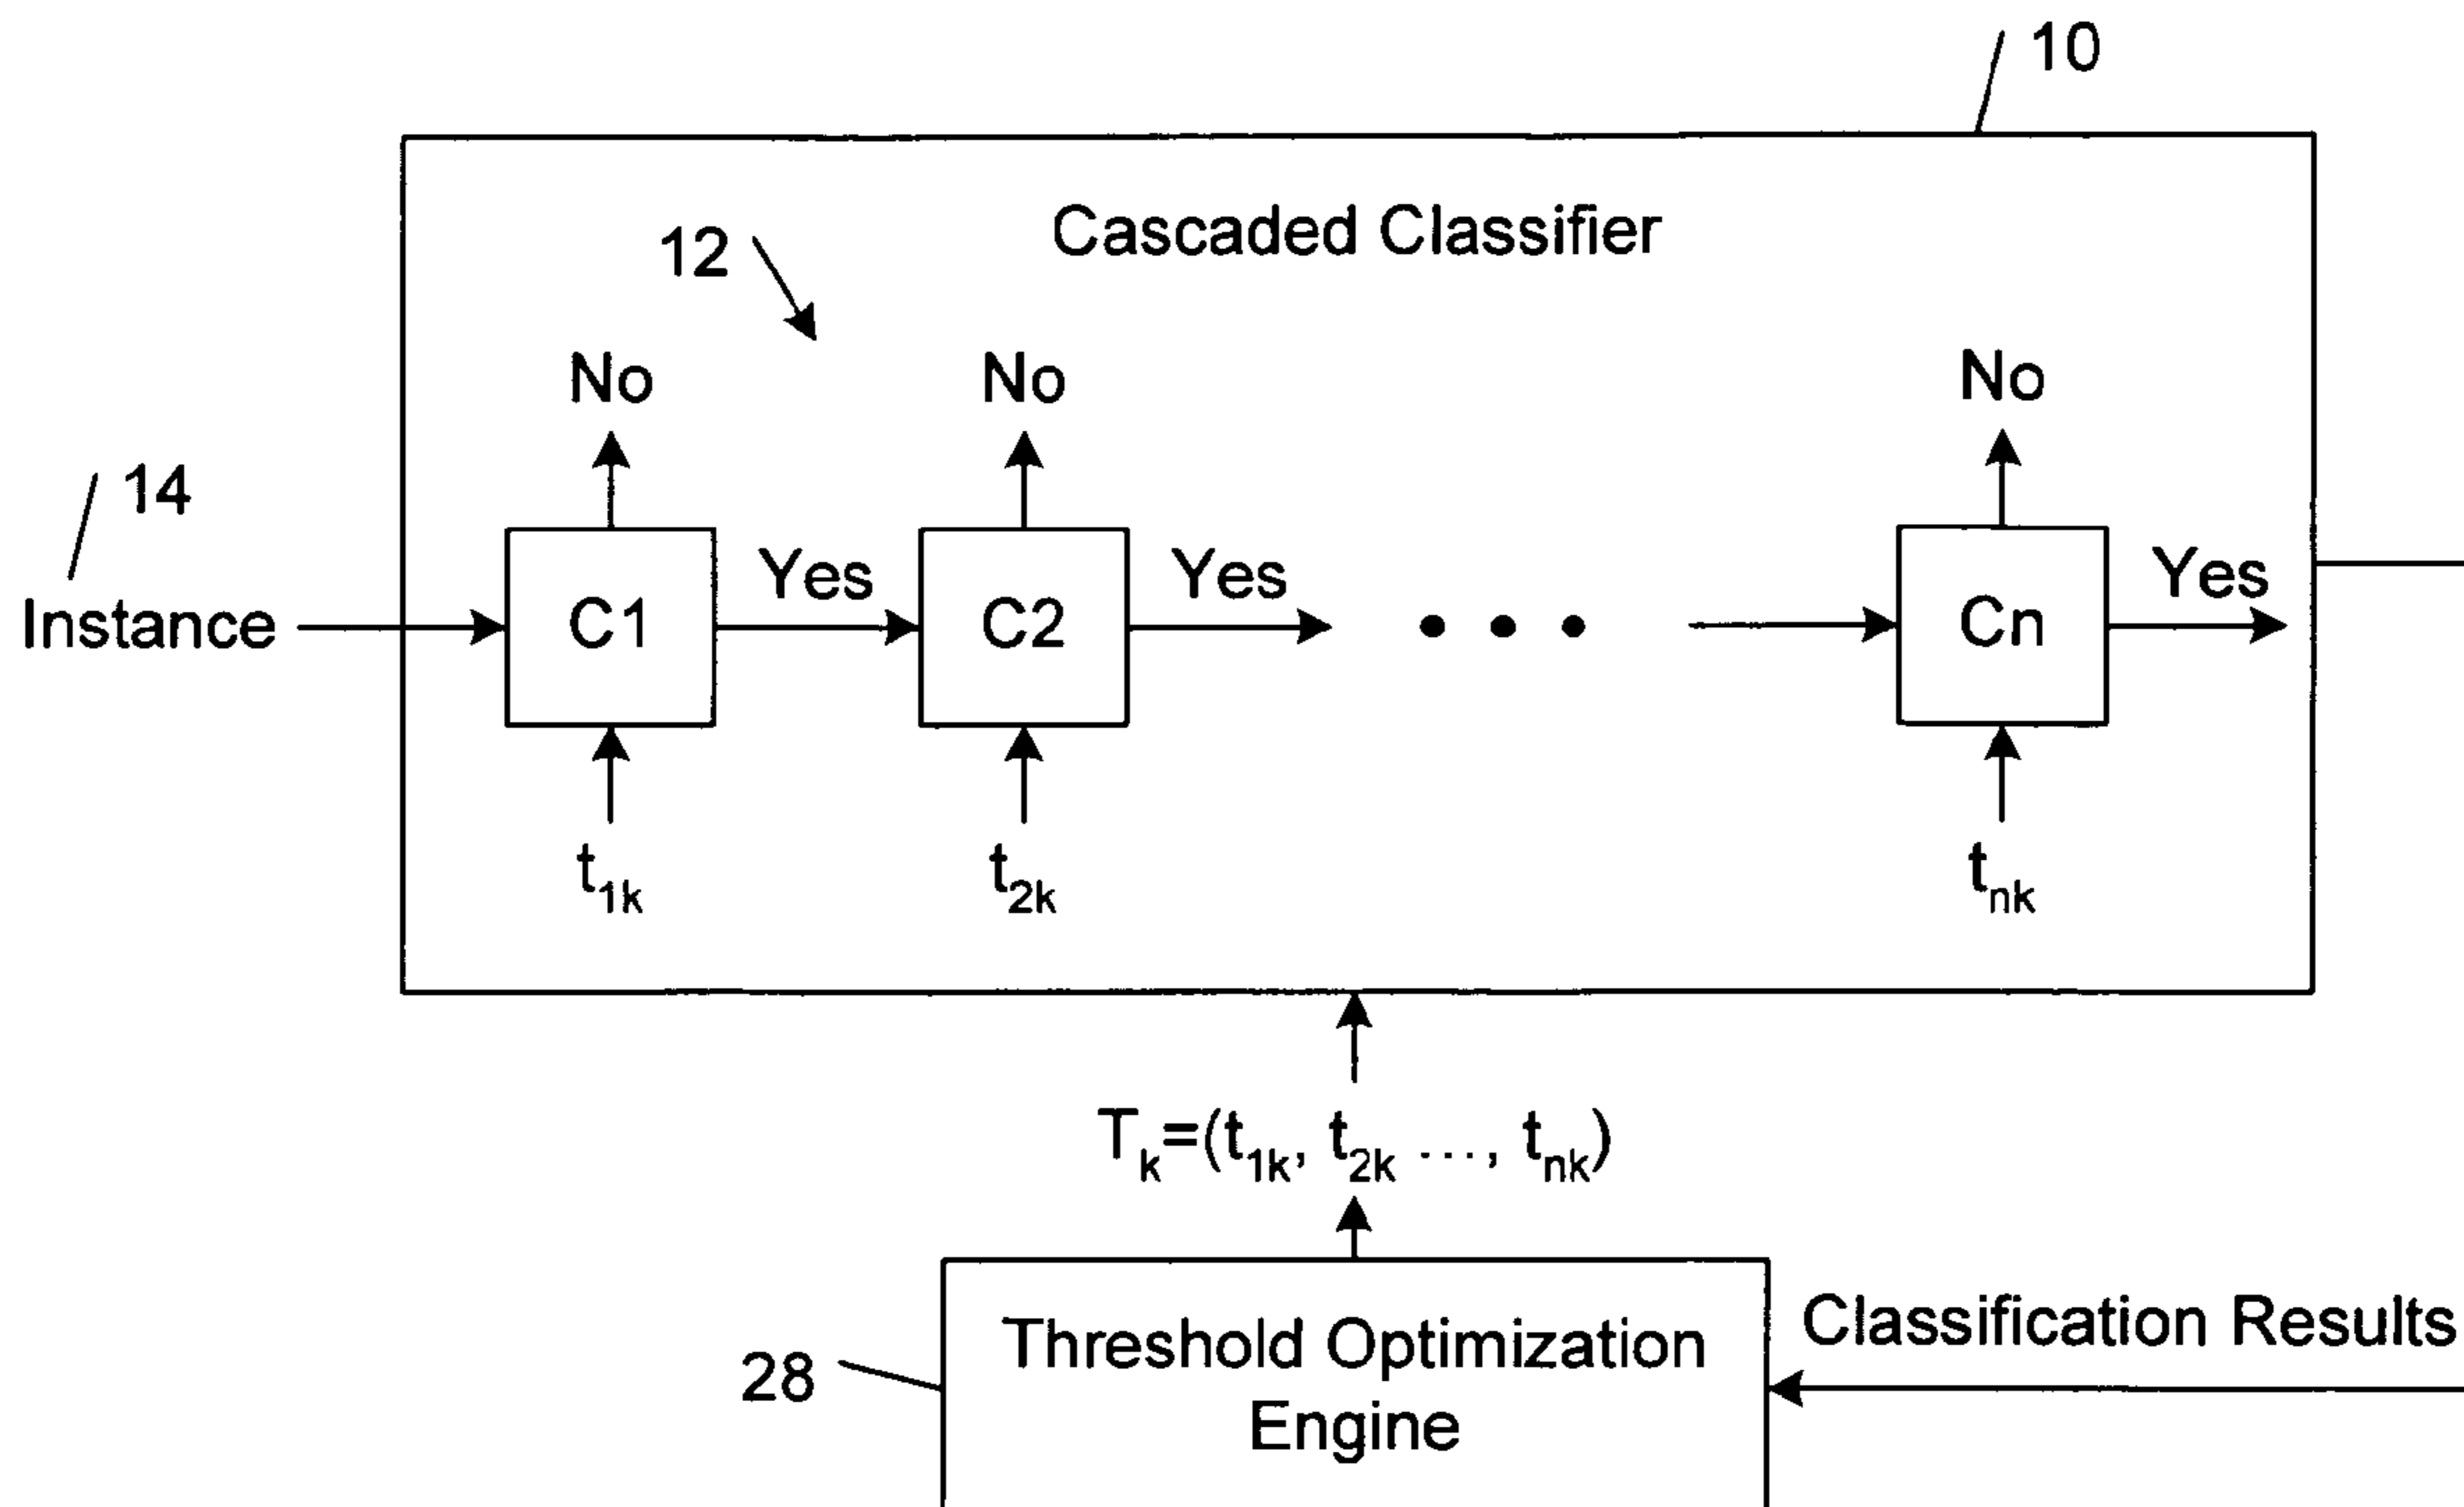 10
Cascaded Classifier
12
No
No
No
14
Instance
C1
Yes
C2
Yes
• • •
Cn
Yes
t1k
t2k
tnk
Tk=(t1k, t2k ..., tnk)
28
Threshold Optimization
Engine
Classification Results